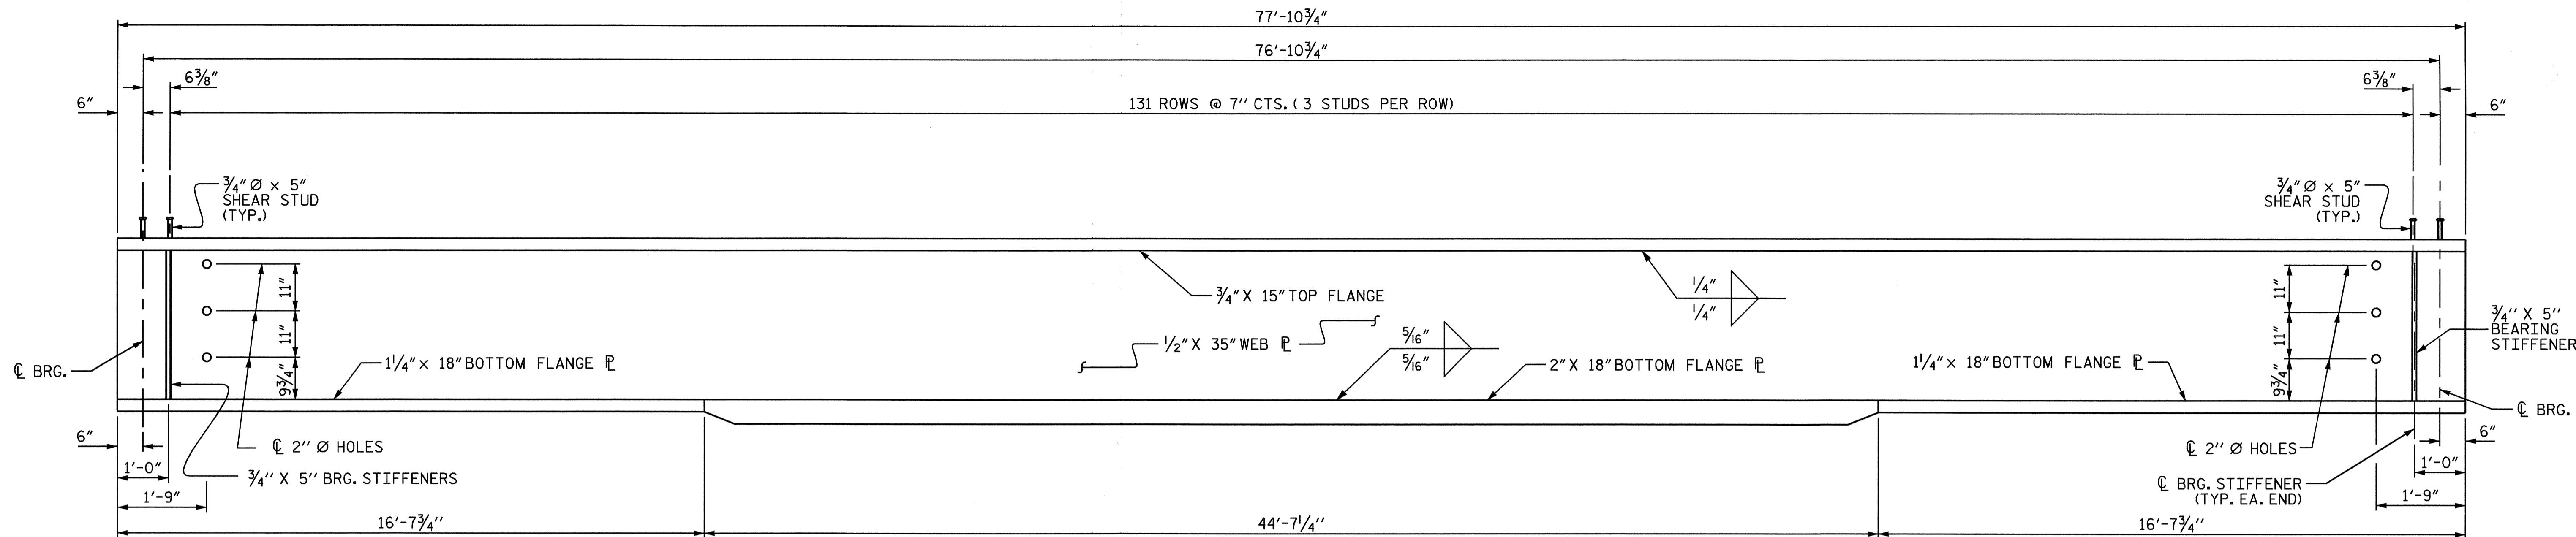 77'-10¾"
76'-10¾"
6⅜"
6⅜"
6"
131 ROWS @ 7" CTS. (3 STUDS PER ROW)
6"
¾" Ø x 5"
SHEAR STUD
(TYP.)
¾" Ø x 5"
SHEAR STUD
(TYP.)
11"
11"
9¾"
¾" X 15" TOP FLANGE
¼"
¼"
½" X 35" WEB ℄
5⁄16"
5⁄16"
11"
11"
9¾"
¾" X 5"
BEARING
STIFFENER
℄ BRG.
1¼" x 18" BOTTOM FLANGE ℄
2" X 18" BOTTOM FLANGE ℄
1¼" x 18" BOTTOM FLANGE ℄
℄ BRG.
6"
℄ 2" Ø HOLES
℄ 2" Ø HOLES
6"
1'-0"
¾" X 5" BRG. STIFFENERS
℄ BRG. STIFFENER
(TYP. EA. END)
1'-0"
1'-9"
1'-9"
16'-7¾"
44'-7¼"
16'-7¾"